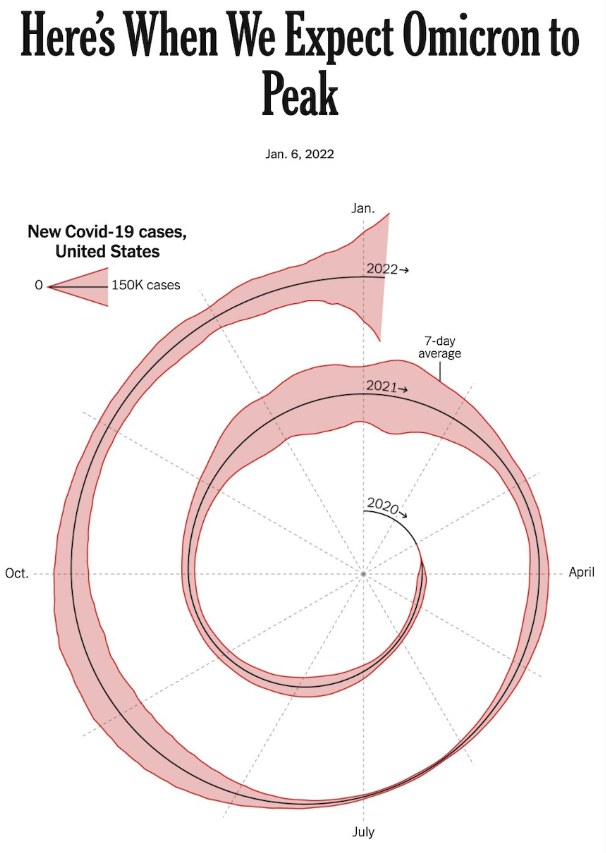 Here’s When We Expect Omicron to
Peak
Jan. 6, 2022
Jan.
New Covid-19 cases,
United States
0
150K cases
2022→
7-day
average
2021→
2020→
Oct.
April
July